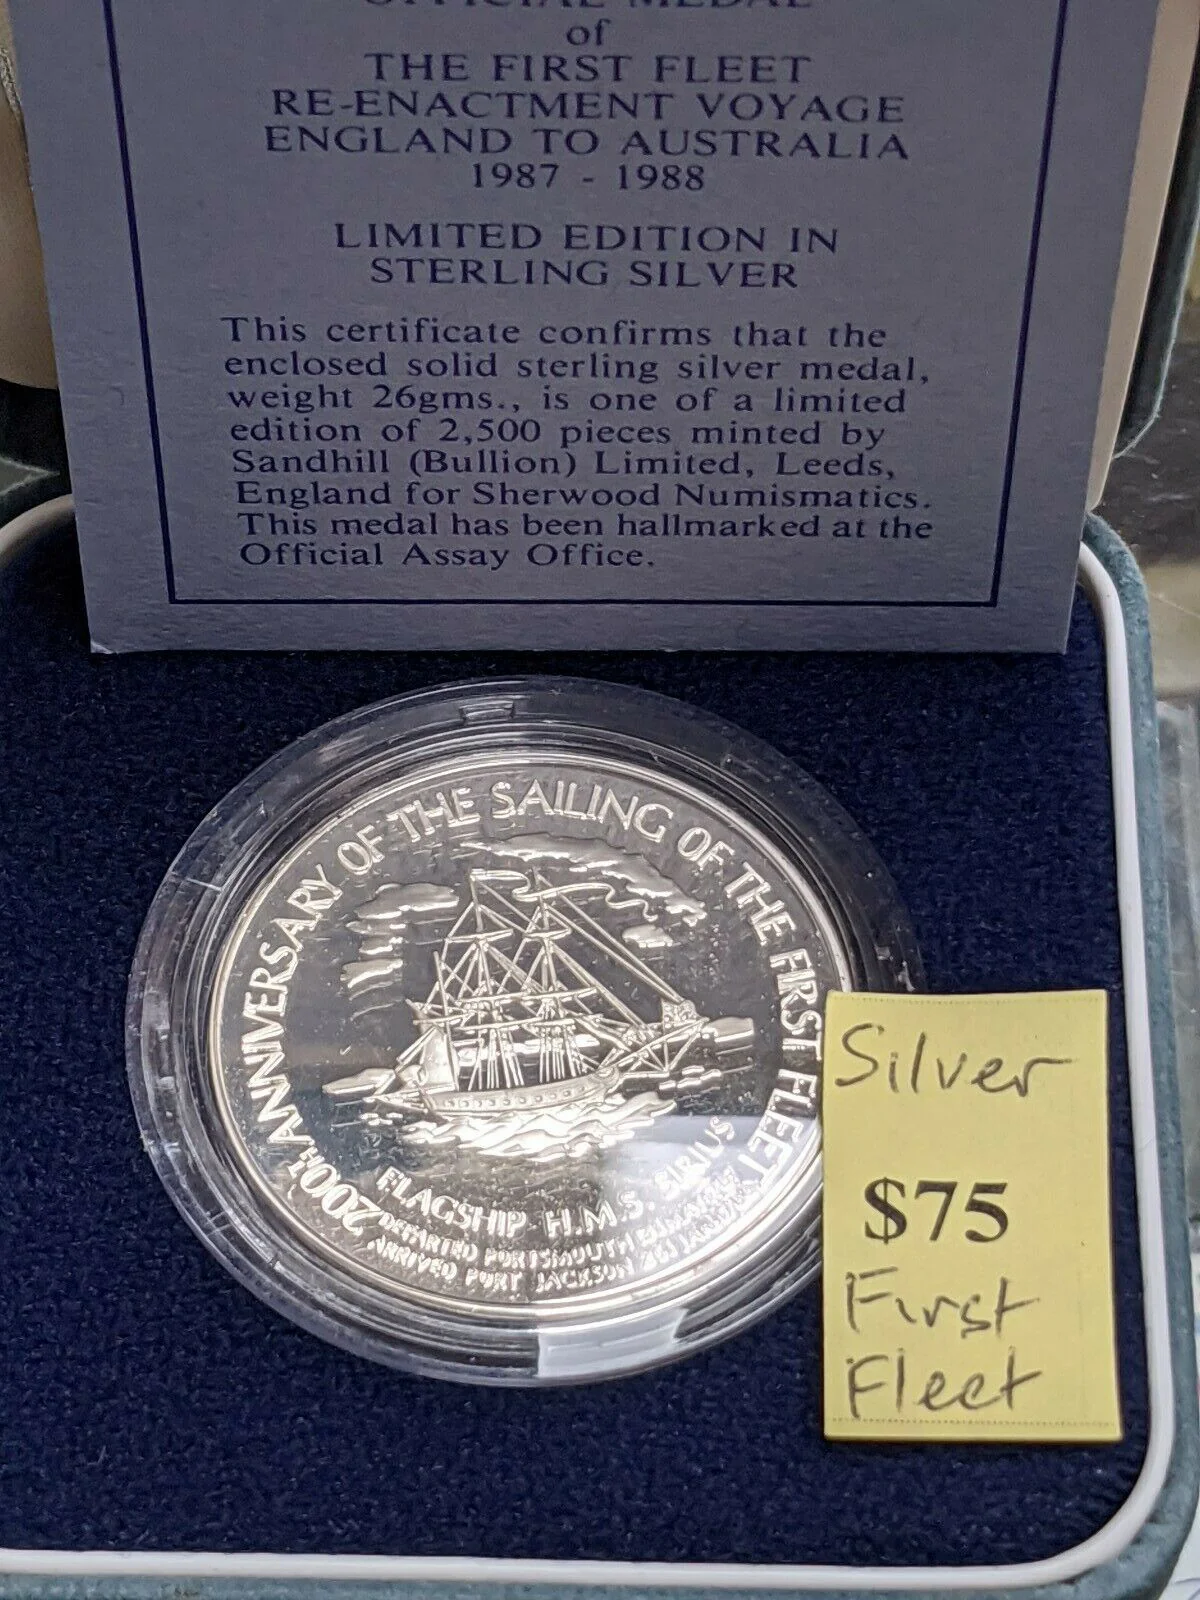 OFFICIAL MEDAL
of
THE FIRST FLEET
RE-ENACTMENT VOYAGE
ENGLAND TO AUSTRALIA
1987 - 1988
LIMITED EDITION IN
STERLING SILVER
This certificate confirms that the
enclosed solid sterling silver medal,
weight 26gms., is one of a limited
edition of 2,500 pieces minted by
Sandhill (Bullion) Limited, Leeds,
England for Sherwood Numismatics.
This medal has been hallmarked at the
Official Assay Office.
200TH ANNIVERSARY OF THE SAILING OF THE FIRST FLEET
FLAGSHIP H.M.S. SIRIUS
DEPARTED PORTSMOUTH
ARRIVED PORT JACKSON
Silver
$75
First
Fleet